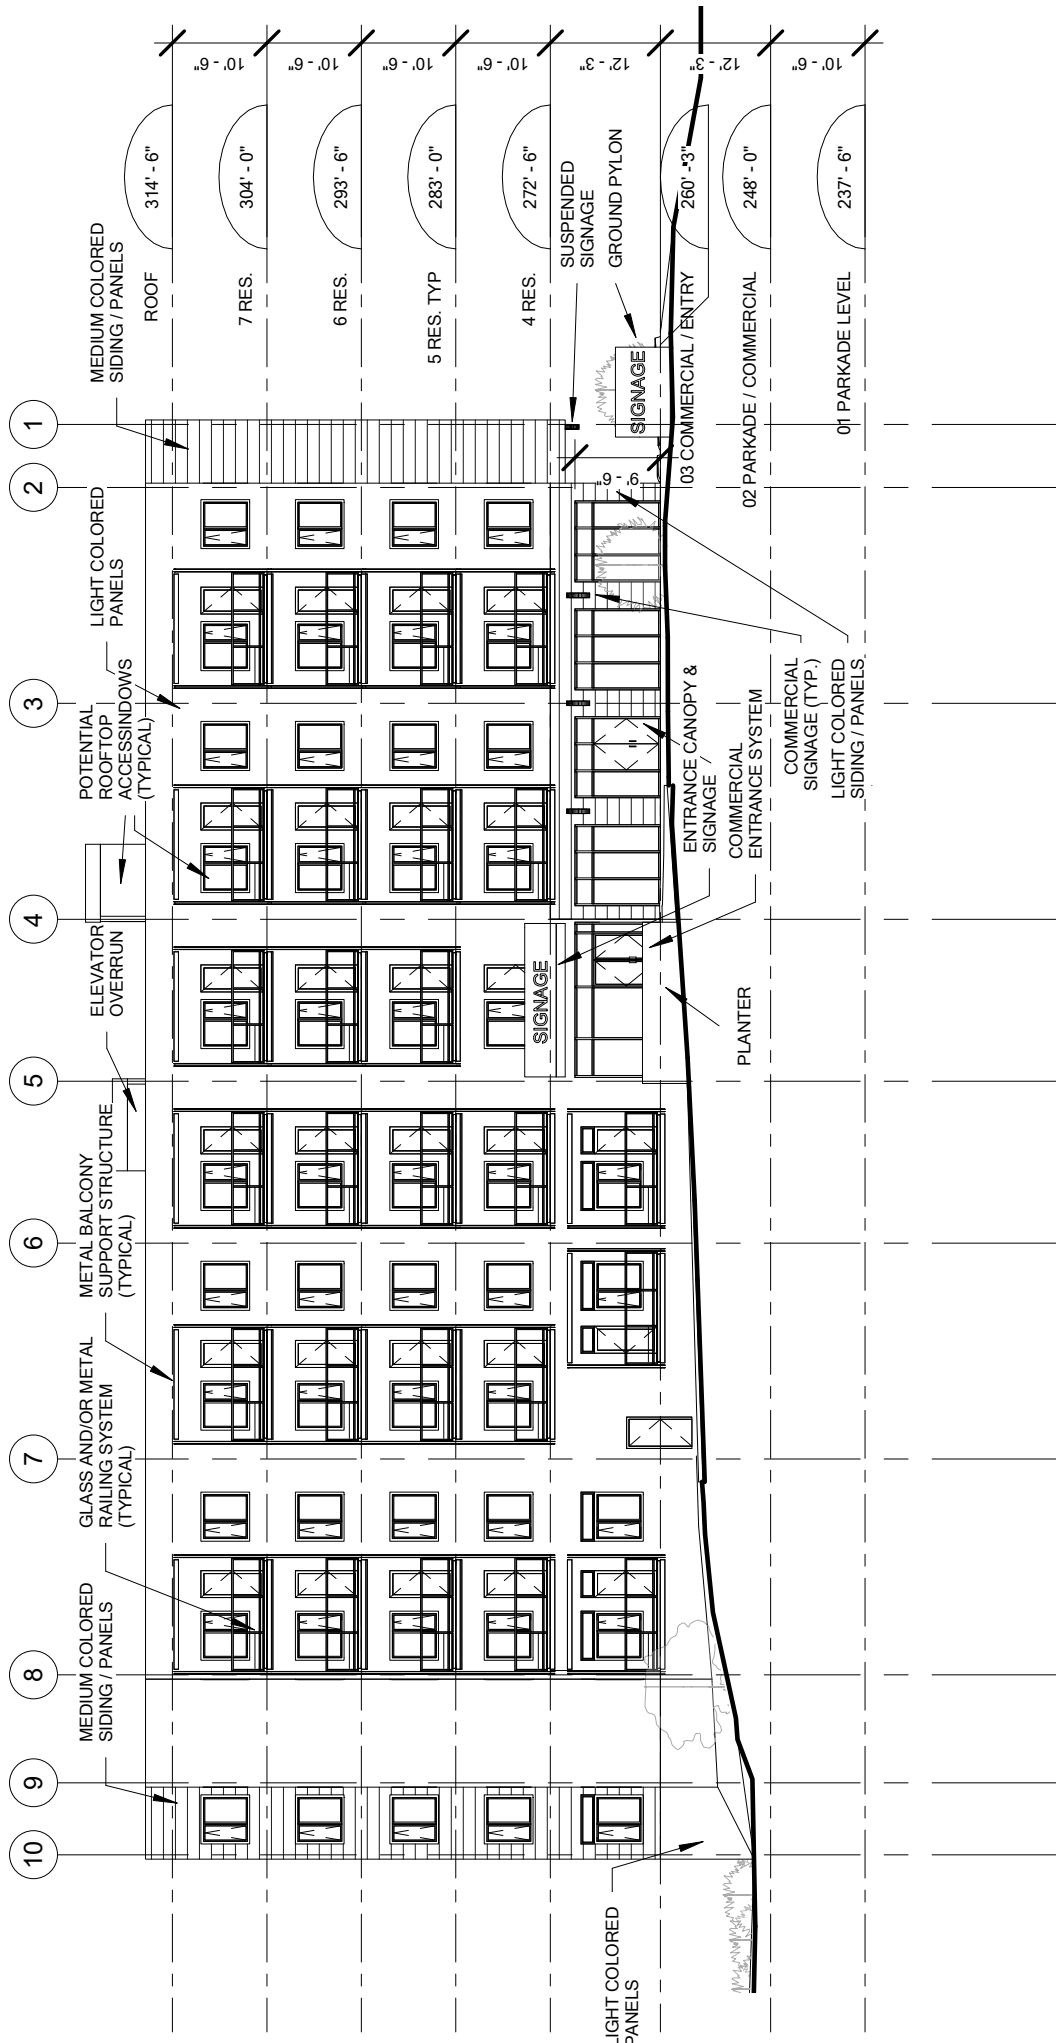 10
9
8
7
6
5
4
3
2
1
MEDIUM COLORED
SIDING / PANELS
GLASS AND/OR METAL
RAILING SYSTEM
(TYPICAL)
METAL BALCONY
SUPPORT STRUCTURE
(TYPICAL)
ELEVATOR
OVERRUN
POTENTIAL
ROOFTOP
ACCESSINDOWS
(TYPICAL)
LIGHT COLORED
PANELS
MEDIUM COLORED
SIDING / PANELS
ROOF
314' - 6"
10' - 6"
7 RES.
304' - 0"
10' - 6"
6 RES.
293' - 6"
10' - 6"
5 RES. TYP
283' - 0"
10' - 6"
4 RES.
272' - 6"
12' - 3"
SUSPENDED
SIGNAGE
GROUND PYLON
SIGNAGE
SIGNAGE
9' - 6"
03 COMMERCIAL / ENTRY
260' - 3"
12' - 3"
02 PARKADE / COMMERCIAL
248' - 0"
10' - 6"
01 PARKADE LEVEL
237' - 6"
LIGHT COLORED
PANELS
PLANTER
ENTRANCE CANOPY &
SIGNAGE /
COMMERCIAL
ENTRANCE SYSTEM
COMMERCIAL
SIGNAGE (TYP.)
LIGHT COLORED
SIDING / PANELS